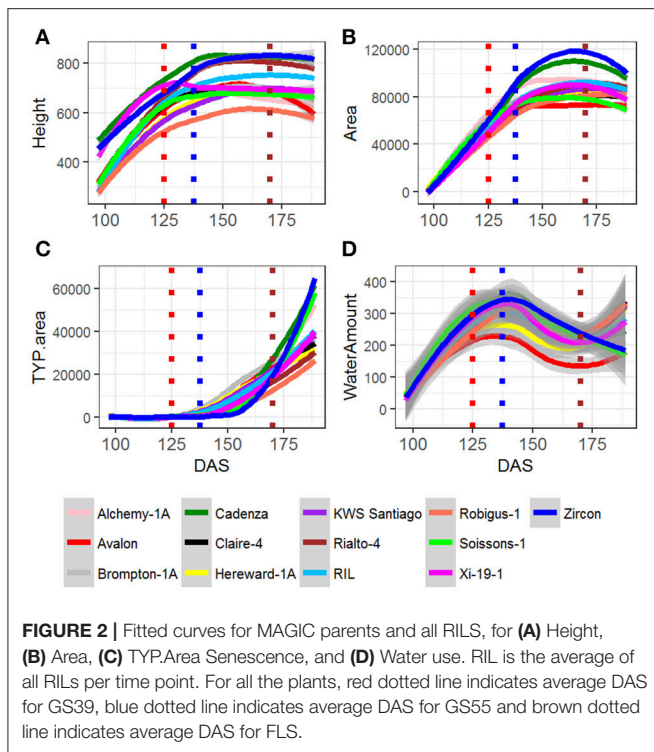 A
B
Height
800
600
400
100
125
150
175
Area
120000
80000
40000
0
100
125
150
175
C
D
TYP.area
60000
40000
20000
0
100
125
150
175
DAS
WaterAmount
400
300
200
100
0
100
125
150
175
DAS
Alchemy-1A
Cadenza
KWS Santiago
Robigus-1
Zircon
Avalon
Claire-4
Rialto-4
Soissons-1
Brompton-1A
Hereward-1A
RIL
Xi-19-1
FIGURE 2 | Fitted curves for MAGIC parents and all RILS, for (A) Height,
(B) Area, (C) TYP.Area Senescence, and (D) Water use. RIL is the average of
all RILs per time point. For all the plants, red dotted line indicates average DAS
for GS39, blue dotted line indicates average DAS for GS55 and brown dotted
line indicates average DAS for FLS.